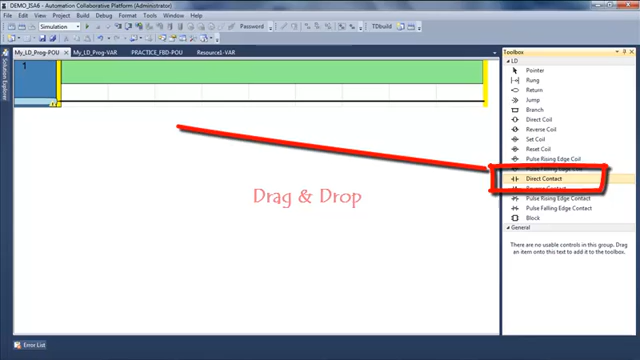 DEMO_ISA6 - Automation Collaborative Platform (Administrator)
File Edit View Project Build Debug Tools Window Help
Simulation Password TDbuild
My_LD_Prog-POU My_LD_Prog-VAR PRACTICE_FBD-POU Resource1-VAR
Toolbox
Solution Explorer
1
LD
Pointer
Rung
Return
Jump
Branch
Direct Coil
Reverse Coil
Set Coil
Reset Coil
Pulse Rising Edge Coil
Direct Contact
Pulse Rising Edge Contact
Pulse Falling Edge Contact
Block
General
There are no usable controls in this group. Drag an item onto this text to add it to the toolbox.
Drag & Drop
Error List